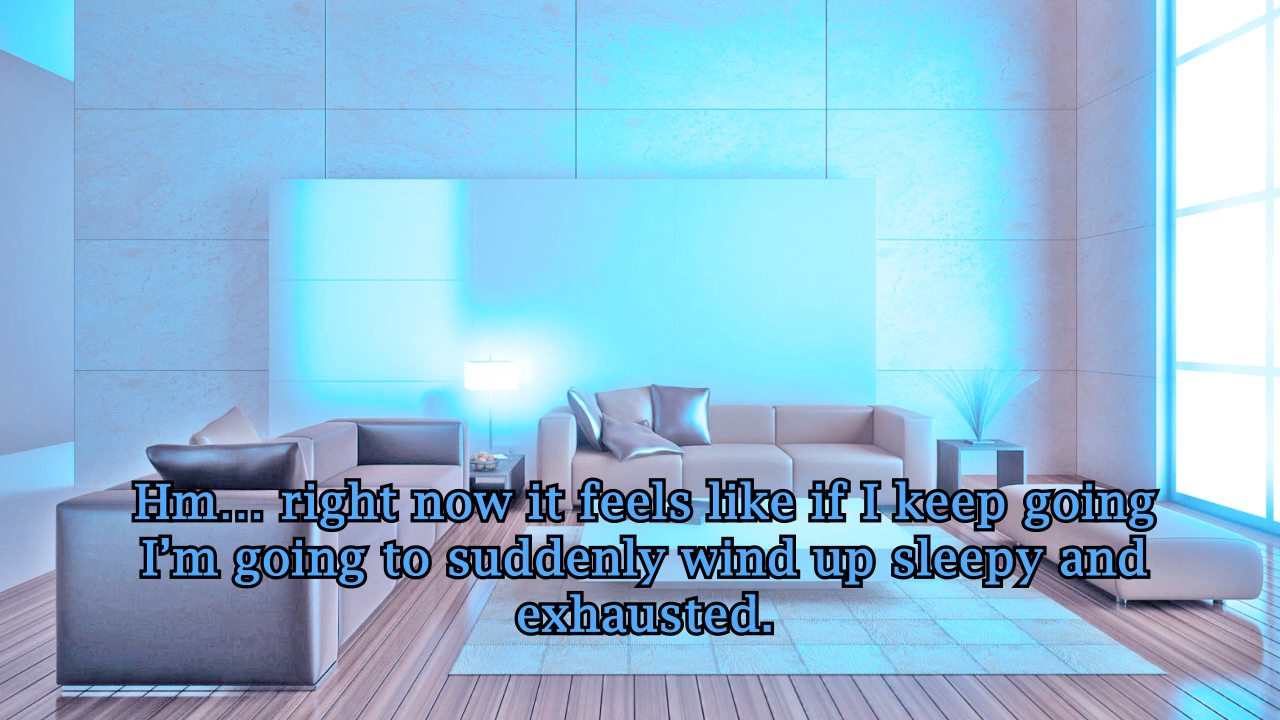 Hm... right now it feels like if I keep going
I'm going to suddenly wind up sleepy and
exhausted.